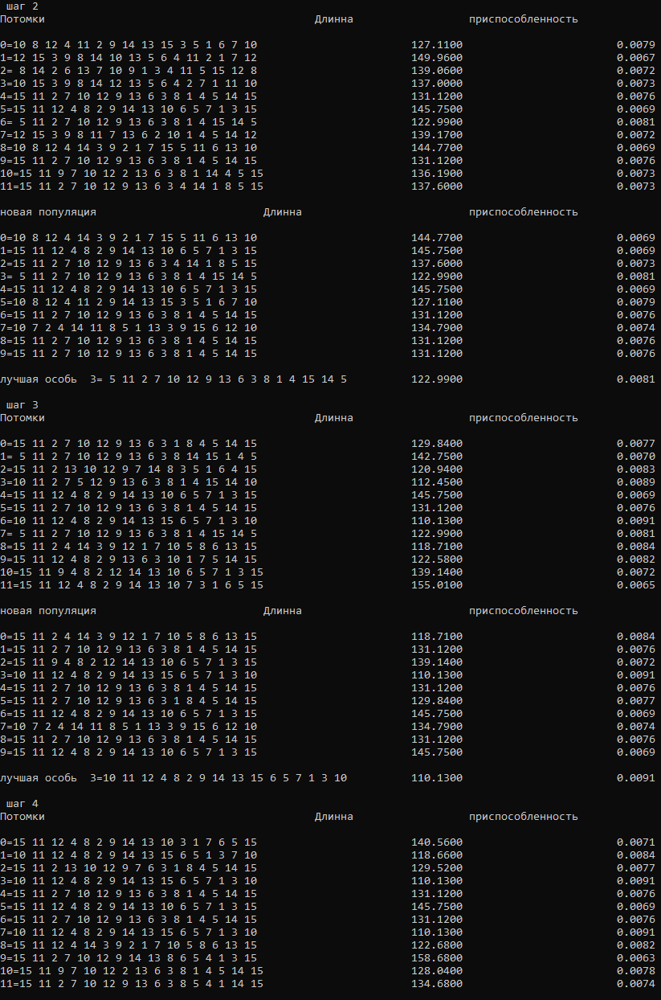 шаг 2
Потомки Длинна приспособленность
0=10 8 12 4 11 2 9 14 13 15 3 5 1 6 7 10 127.1100 0.0079
1=12 15 3 9 8 14 10 13 5 6 4 11 2 1 7 12 149.9600 0.0067
2= 8 14 2 6 13 7 10 9 1 3 4 11 5 15 12 8 139.0600 0.0072
3=10 15 3 9 8 14 12 13 5 6 4 2 7 1 11 10 137.0000 0.0073
4=15 11 2 7 10 12 9 13 6 3 8 1 4 5 14 15 131.1200 0.0076
5=15 11 12 4 8 2 9 14 13 10 6 5 7 1 3 15 145.7500 0.0069
6= 5 11 2 7 10 12 9 13 6 3 8 1 4 15 14 5 122.9900 0.0081
7=12 15 3 9 8 11 7 13 6 2 10 1 4 5 14 12 139.1700 0.0072
8=10 8 12 4 14 3 9 2 1 7 15 5 11 6 13 10 144.7700 0.0069
9=15 11 2 7 10 12 9 13 6 3 8 1 4 5 14 15 131.1200 0.0076
10=15 11 9 7 10 12 2 13 6 3 8 1 14 4 5 15 136.1900 0.0073
11=15 11 2 7 10 12 9 13 6 3 4 14 1 8 5 15 137.6000 0.0073
новая популяция Длинна приспособленность
0=10 8 12 4 14 3 9 2 1 7 15 5 11 6 13 10 144.7700 0.0069
1=15 11 12 4 8 2 9 14 13 10 6 5 7 1 3 15 145.7500 0.0069
2=15 11 2 7 10 12 9 13 6 3 4 14 1 8 5 15 137.6000 0.0073
3= 5 11 2 7 10 12 9 13 6 3 8 1 4 15 14 5 122.9900 0.0081
4=15 11 12 4 8 2 9 14 13 10 6 5 7 1 3 15 145.7500 0.0069
5=10 8 12 4 11 2 9 14 13 15 3 5 1 6 7 10 127.1100 0.0079
6=15 11 2 7 10 12 9 13 6 3 8 1 4 5 14 15 131.1200 0.0076
7=10 7 2 4 14 11 8 5 1 13 3 9 15 6 12 10 134.7900 0.0074
8=15 11 2 7 10 12 9 13 6 3 8 1 4 5 14 15 131.1200 0.0076
9=15 11 2 7 10 12 9 13 6 3 8 1 4 5 14 15 131.1200 0.0076
лучшая особь 3= 5 11 2 7 10 12 9 13 6 3 8 1 4 15 14 5 122.9900 0.0081
шаг 3
Потомки Длинна приспособленность
0=15 11 2 7 10 12 9 13 6 3 1 8 4 5 14 15 129.8400 0.0077
1= 5 11 2 7 10 12 9 13 6 3 8 14 15 1 4 5 142.7500 0.0070
2=15 11 2 13 10 12 9 7 14 8 3 5 1 6 4 15 120.9400 0.0083
3=10 11 2 7 5 12 9 13 6 3 8 1 4 15 14 10 112.4500 0.0089
4=15 11 12 4 8 2 9 14 13 10 6 5 7 1 3 15 145.7500 0.0069
5=15 11 2 7 10 12 9 13 6 3 8 1 4 5 14 15 131.1200 0.0076
6=10 11 12 4 8 2 9 14 13 15 6 5 7 1 3 10 110.1300 0.0091
7= 5 11 2 7 10 12 9 13 6 3 8 1 4 15 14 5 122.9900 0.0081
8=15 11 2 4 14 3 9 12 1 7 10 5 8 6 13 15 118.7100 0.0084
9=15 11 12 4 8 2 9 13 6 3 10 1 7 5 14 15 122.5800 0.0082
10=15 11 9 4 8 2 12 14 13 10 6 5 7 1 3 15 139.1400 0.0072
11=15 11 12 4 8 2 9 14 13 10 7 3 1 6 5 15 155.0100 0.0065
новая популяция Длинна приспособленность
0=15 11 2 4 14 3 9 12 1 7 10 5 8 6 13 15 118.7100 0.0084
1=15 11 2 7 10 12 9 13 6 3 8 1 4 5 14 15 131.1200 0.0076
2=15 11 9 4 8 2 12 14 13 10 6 5 7 1 3 15 139.1400 0.0072
3=10 11 12 4 8 2 9 14 13 15 6 5 7 1 3 10 110.1300 0.0091
4=15 11 2 7 10 12 9 13 6 3 8 1 4 5 14 15 131.1200 0.0076
5=15 11 2 7 10 12 9 13 6 3 1 8 4 5 14 15 129.8400 0.0077
6=15 11 12 4 8 2 9 14 13 10 6 5 7 1 3 15 145.7500 0.0069
7=10 7 2 4 14 11 8 5 1 13 3 9 15 6 12 10 134.7900 0.0074
8=15 11 2 7 10 12 9 13 6 3 8 1 4 5 14 15 131.1200 0.0076
9=15 11 12 4 8 2 9 14 13 10 6 5 7 1 3 15 145.7500 0.0069
лучшая особь 3=10 11 12 4 8 2 9 14 13 15 6 5 7 1 3 10 110.1300 0.0091
шаг 4
Потомки Длинна приспособленность
0=15 11 12 4 8 2 9 14 13 10 3 1 7 6 5 15 140.5600 0.0071
1=10 11 12 4 8 2 9 14 13 15 6 5 1 3 7 10 118.6600 0.0084
2=15 11 2 13 10 12 9 7 6 3 1 8 4 5 14 15 129.5200 0.0077
3=10 11 12 4 8 2 9 14 13 15 6 5 7 1 3 10 110.1300 0.0091
4=15 11 2 7 10 12 9 13 6 3 8 1 4 5 14 15 131.1200 0.0076
5=15 11 12 4 8 2 9 14 13 10 6 5 7 1 3 15 145.7500 0.0069
6=15 11 2 7 10 12 9 13 6 3 8 1 4 5 14 15 131.1200 0.0076
7=10 11 12 4 8 2 9 14 13 15 6 5 7 1 3 10 110.1300 0.0091
8=15 11 12 4 14 3 9 2 1 7 10 5 8 6 13 15 122.6800 0.0082
9=15 11 2 7 10 12 9 14 13 8 6 5 4 1 3 15 158.6800 0.0063
10=15 11 9 7 10 12 2 13 6 3 8 1 4 5 14 15 128.0400 0.0078
11=15 11 2 7 10 12 9 13 6 3 8 5 4 1 14 15 134.6800 0.0074